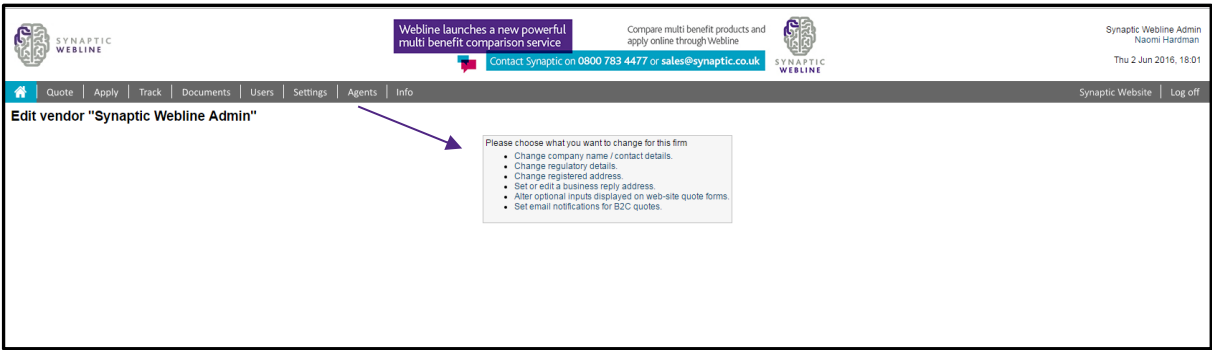 SYNAPTIC
WEBLINE
Webline launches a new powerful
multi benefit comparison service
Compare multi benefit products and
apply online through Webline
Contact Synaptic on 0800 783 4477 or sales@synaptic.co.uk
SYNAPTIC
WEBLINE
Synaptic Webline Admin
Naomi Hardman
Thu 2 Jun 2016, 18:01
Quote | Apply | Track | Documents | Users | Settings | Agents | Info
Synaptic Website | Log off
Edit vendor "Synaptic Webline Admin"
Please choose what you want to change for this firm
• Change company name / contact details.
• Change regulatory details.
• Change registered address.
• Set or edit a business reply address.
• Alter optional inputs displayed on web-site quote forms.
• Set email notifications for B2C quotes.